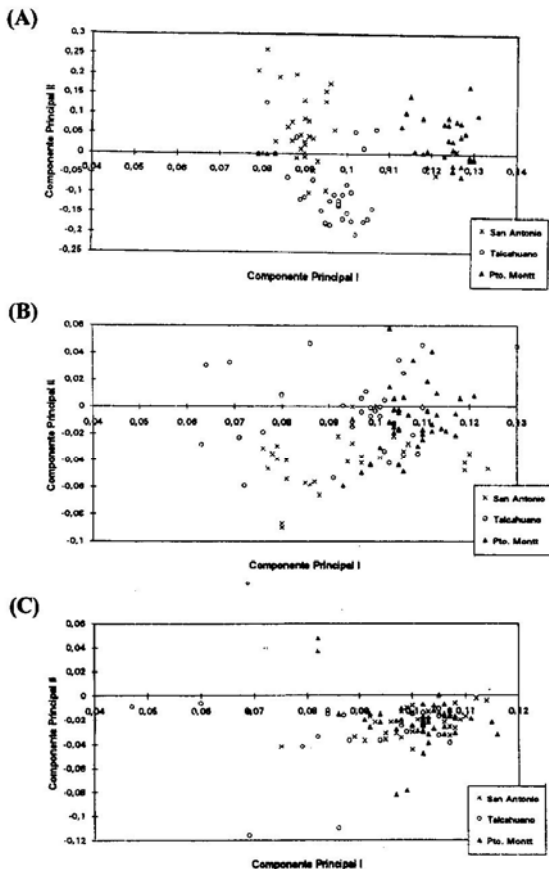 (A)
Componente Principal II
0,3
0,25
0,2
0,15
0,1
0,05
0
-0,05
-0,1
-0,15
-0,2
-0,25
0,04 0,05 0,06 0,07 0,08 0,09 0,1 0,11 0,12 0,13 0,14
Componente Principal I
× San Antonio
○ Talcahuano
▲ Pto. Montt
(B)
Componente Principal II
0,06
0,04
0,02
0
-0,02
-0,04
-0,06
-0,08
-0,1
0,04 0,05 0,06 0,07 0,08 0,09 0,1 0,11 0,12 0,13
Componente Principal I
× San Antonio
○ Talcahuano
▲ Pto. Montt
(C)
Componente Principal II
0,06
0,04
0,02
0
-0,02
-0,04
-0,06
-0,08
-0,1
-0,12
0,04 0,05 0,06 0,07 0,08 0,09 0,1 0,11 0,12
Componente Principal I
× San Antonio
○ Talcahuano
▲ Pto. Montt